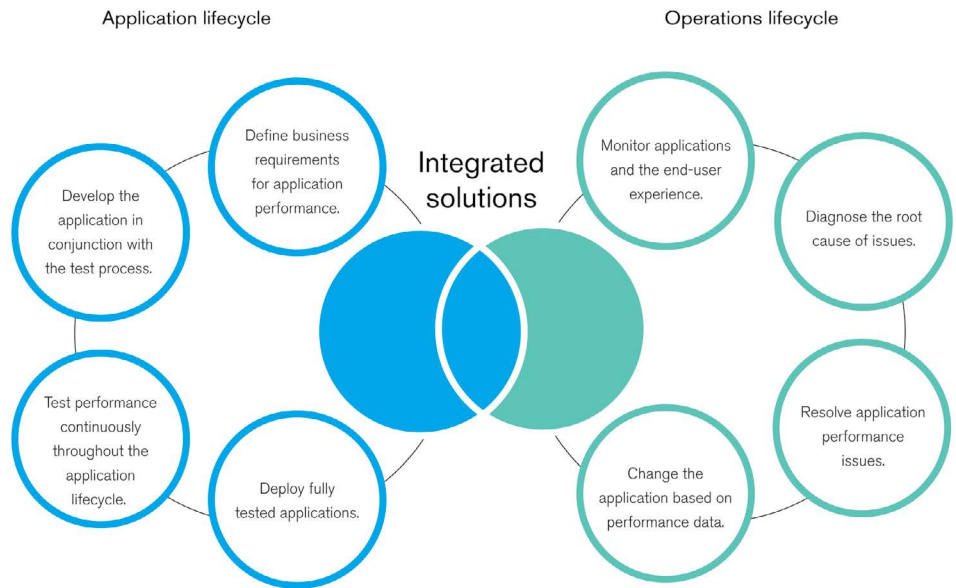 Application lifecycle
Operations lifecycle
Define business
requirements
for application
performance.
Develop the
application in
conjunction with
the test process.
Test performance
continuously
throughout the
application
lifecycle.
Deploy fully
tested applications.
Integrated
solutions
Monitor applications
and the end-user
experience.
Diagnose the root
cause of issues.
Resolve application
performance
issues.
Change the
application based on
performance data.